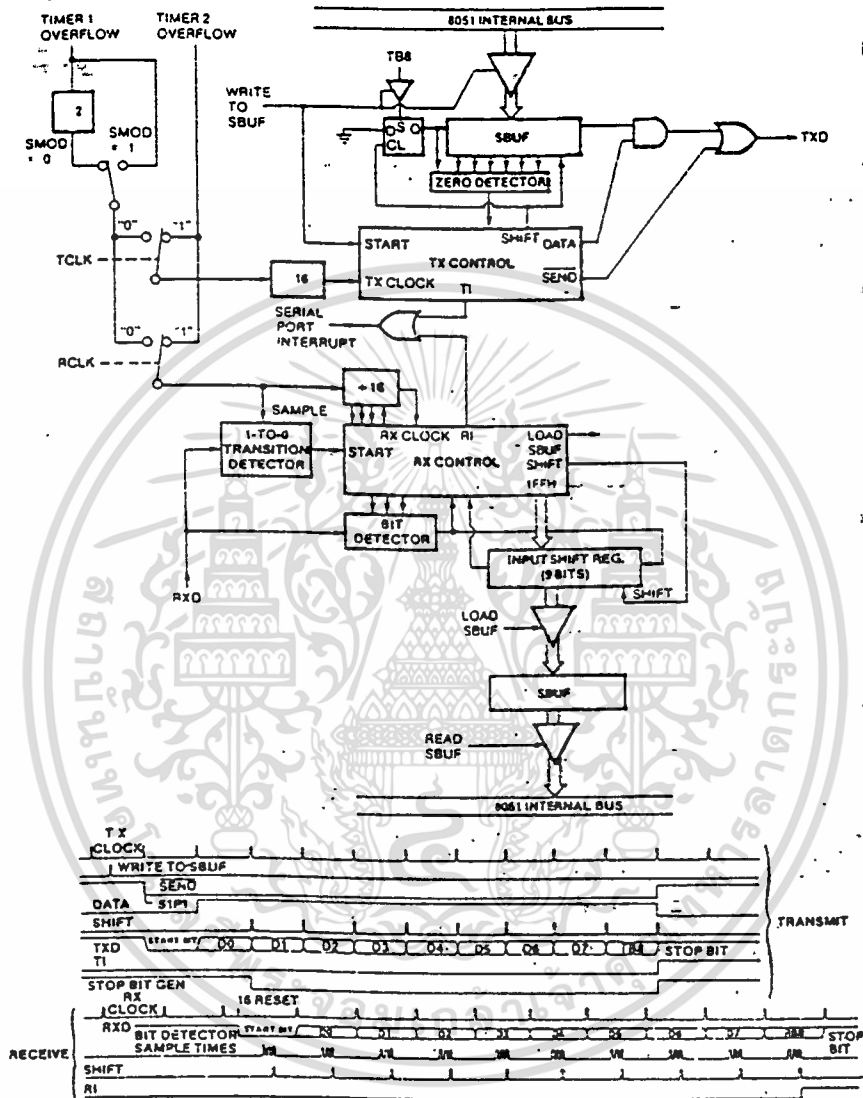 TIMER 1
OVERFLOW
TIMER 2
OVERFLOW
8051 INTERNAL BUS
TB8
WRITE
TO
SBUF
2
SMOD
= 0
SMOD
= 1
S
CL
SBUF
TXD
ZERO DETECTOR
"0"
"1"
TCLK
START
SHIFT
DATA
TX CONTROL
TX CLOCK
TI
SEND
16
SERIAL
PORT
INTERRUPT
"0"
"1"
RCLK
÷16
SAMPLE
1-TO-0
TRANSITION
DETECTOR
START
RX CLOCK
RI
RX CONTROL
LOAD
SBUF
SHIFT
1FFH
BIT
DETECTOR
INPUT SHIFT REG.
(9 BITS)
SHIFT
RXD
LOAD
SBUF
SBUF
READ
SBUF
8051 INTERNAL BUS
TX
CLOCK
WRITE TO SBUF
SEND
DATA
S1P1
SHIFT
TRANSMIT
TXD
START BIT
D0
D1
D2
D3
D4
D5
D6
D7
STOP BIT
TI
STOP BIT GEN
RX
CLOCK
16 RESET
RXD
START BIT
D0
D1
D6
D7
RB8
STOP
BIT
BIT DETECTOR
SAMPLE TIMES
RECEIVE
SHIFT
RI